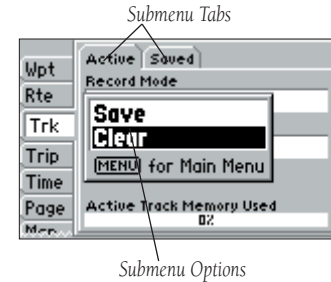 Submenu Tabs
Active Saved
Wpt
Record Mode
Rte
Trk
Save
Clear
MENU for Main Menu
Trip
Time
Page
Active Track Memory Used
0%
Submenu Options